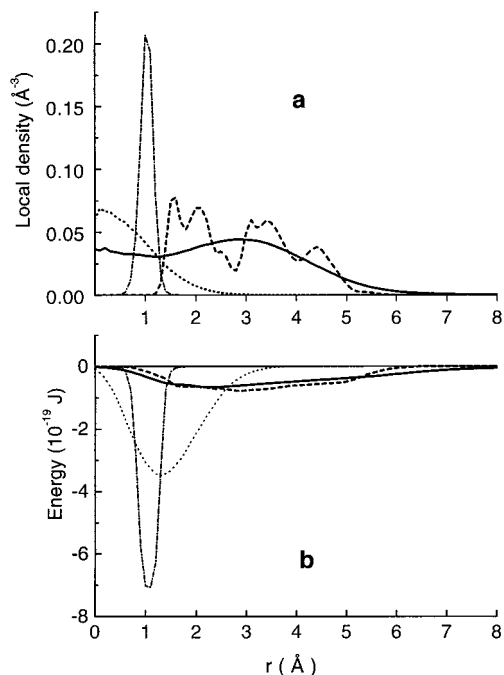 0.20
0.15
0.10
0.05
0.00
Local density (Å⁻³)
a
1 2 3 4 5 6 7 8
0
-2
-4
-6
-8
Energy (10⁻¹⁹ J)
b
0 1 2 3 4 5 6 7 8
r ( Å )